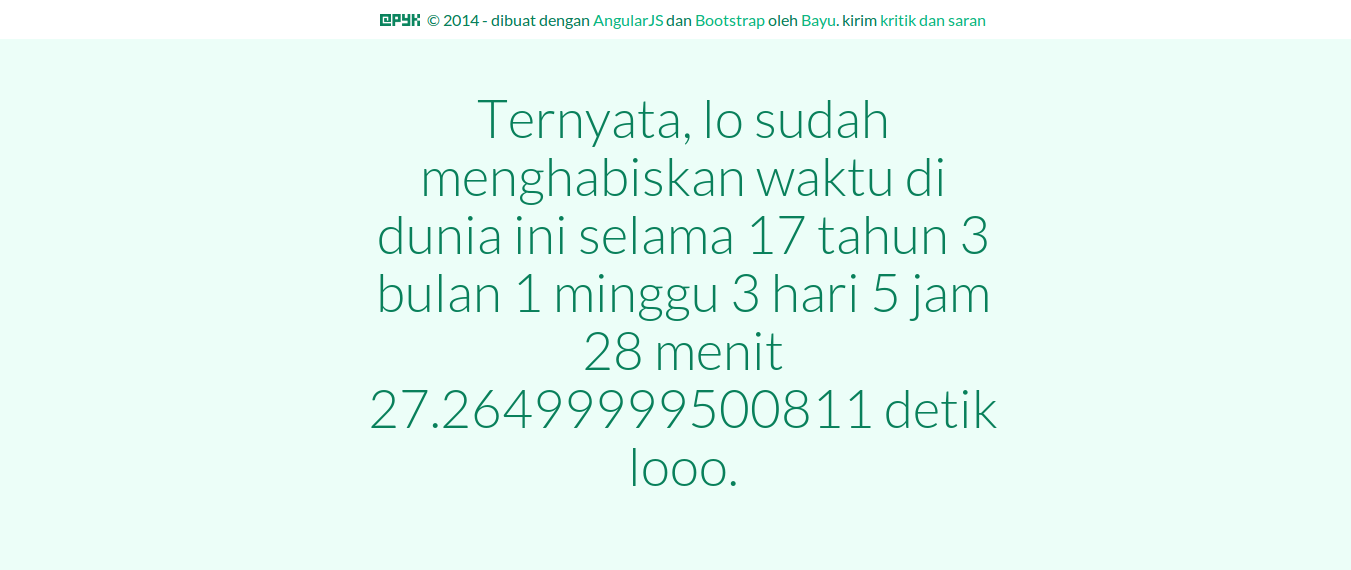 @PYK © 2014 - dibuat dengan AngularJS dan Bootstrap oleh Bayu. kirim kritik dan saran
Ternyata, lo sudah
menghabiskan waktu di
dunia ini selama 17 tahun 3
bulan 1 minggu 3 hari 5 jam
28 menit
27.26499999500811 detik
looo.